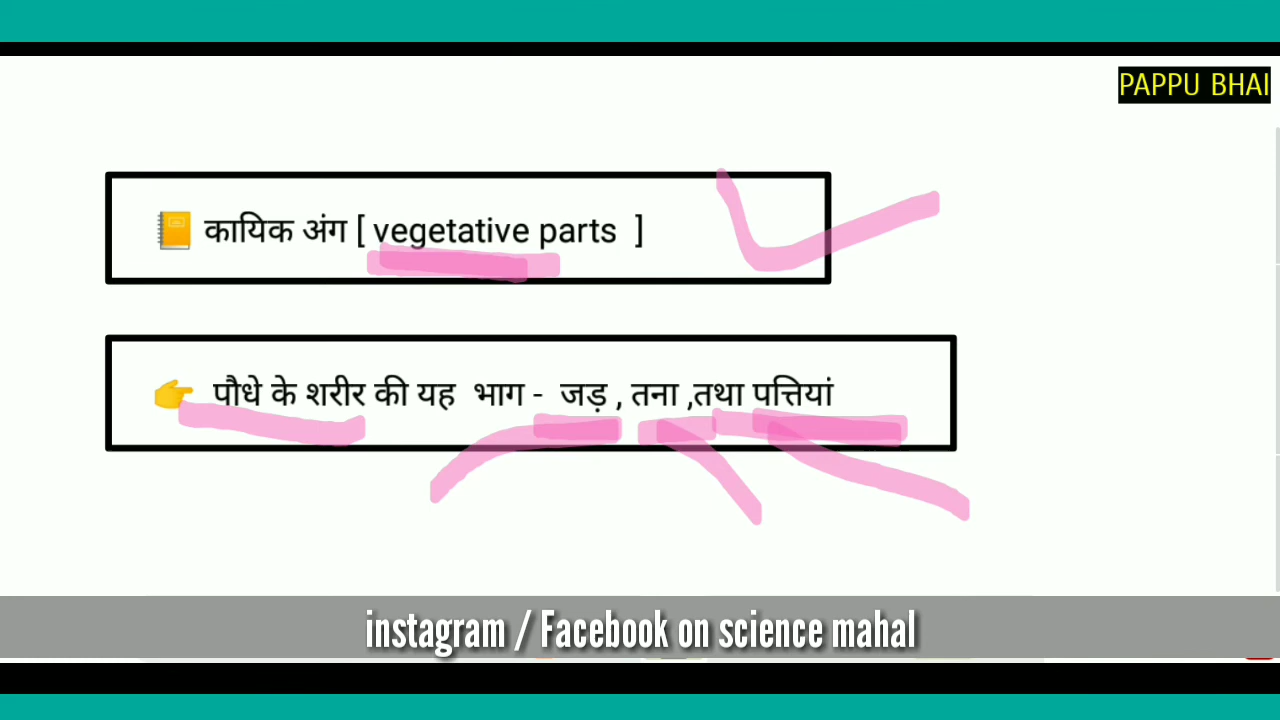 PAPPU BHAI
कायिक अंग [ vegetative parts ]
पौधे के शरीर की यह भाग - जड़ , तना ,तथा पत्तियां
instagram / Facebook on science mahal